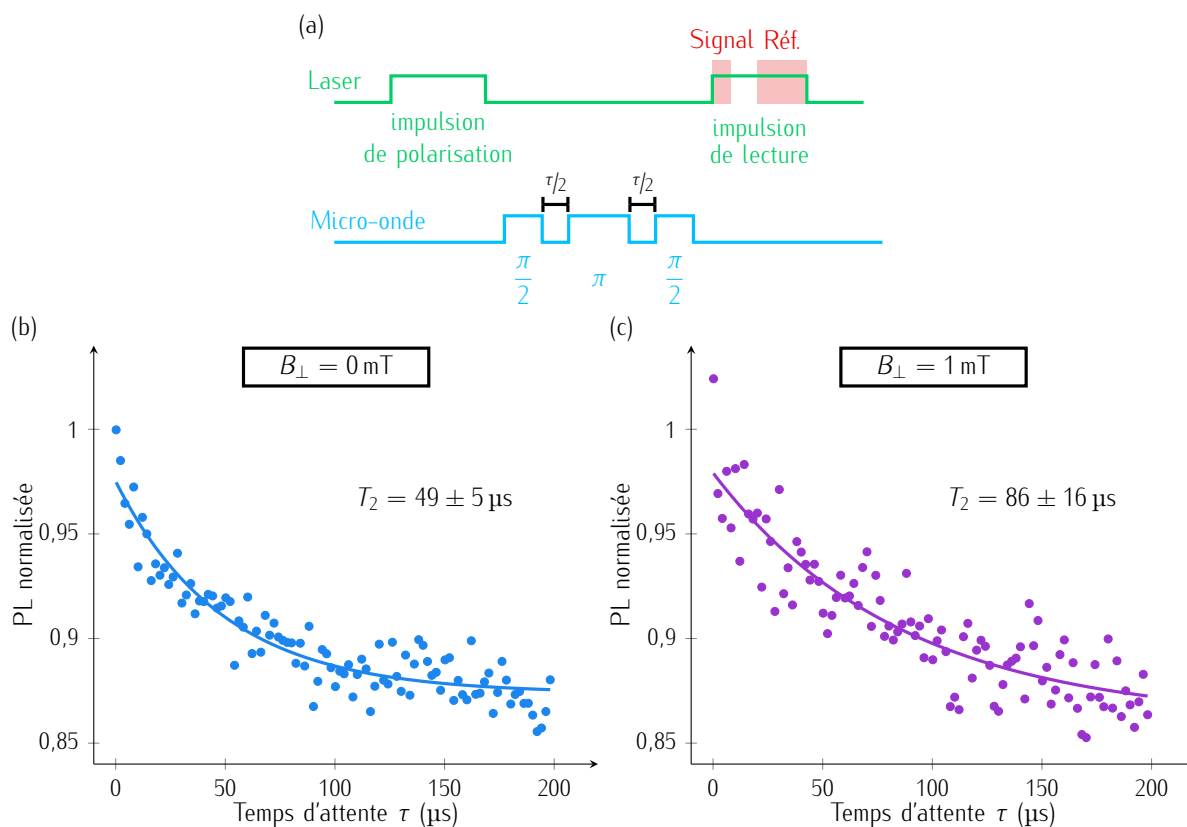 (a)
Signal Réf.
Laser
impulsion
de polarisation
impulsion
de lecture
τ/2 τ/2
Micro-onde
π/2 π π/2
(b)
B⊥ = 0 mT
T₂ = 49 ± 5 µs
PL normalisée
1
0,95
0,9
0,85
0 50 100 150 200
Temps d'attente τ (µs)
(c)
B⊥ = 1 mT
T₂ = 86 ± 16 µs
PL normalisée
1
0,95
0,9
0,85
0 50 100 150 200
Temps d'attente τ (µs)